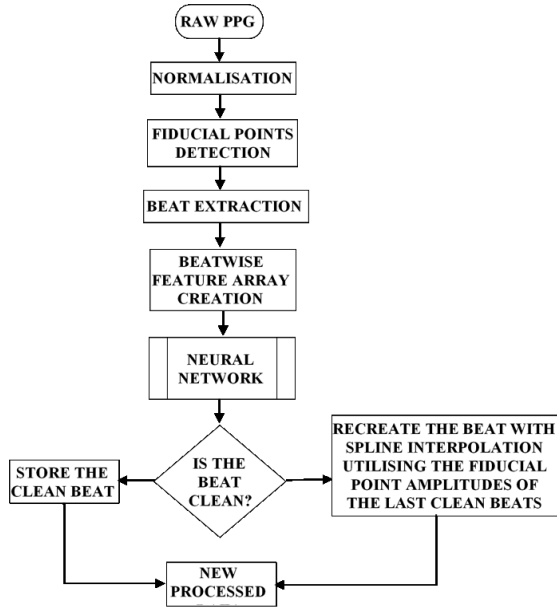 RAW PPG
NORMALISATION
FIDUCIAL POINTS
DETECTION
BEAT EXTRACTION
BEATWISE
FEATURE ARRAY
CREATION
NEURAL
NETWORK
IS THE
BEAT
CLEAN?
STORE THE
CLEAN BEAT
RECREATE THE BEAT WITH
SPLINE INTERPOLATION
UTILISING THE FIDUCIAL
POINT AMPLITUDES OF
THE LAST CLEAN BEATS
NEW
PROCESSED